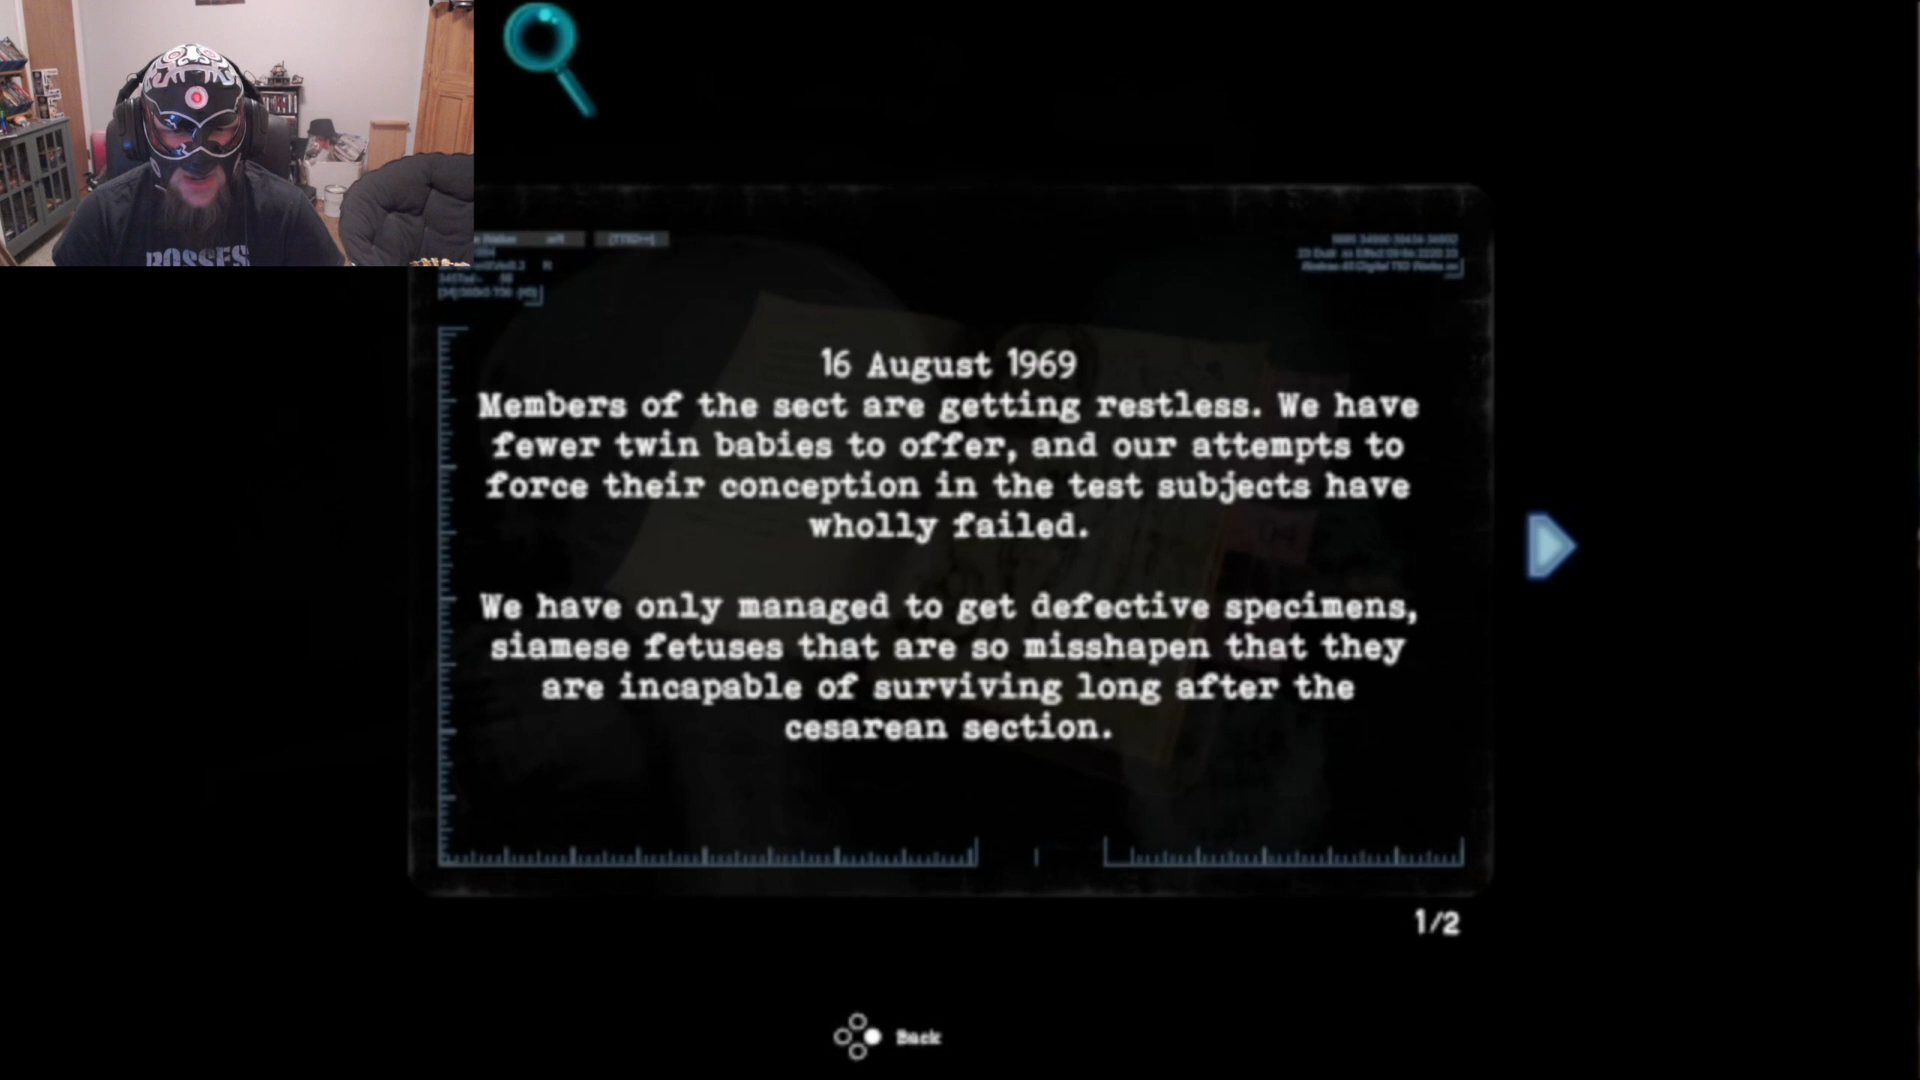 BOSSES
16 August 1969
Members of the sect are getting restless. We have
fewer twin babies to offer, and our attempts to
force their conception in the test subjects have
wholly failed.
We have only managed to get defective specimens,
siamese fetuses that are so misshapen that they
are incapable of surviving long after the
cesarean section.
1/2
Back